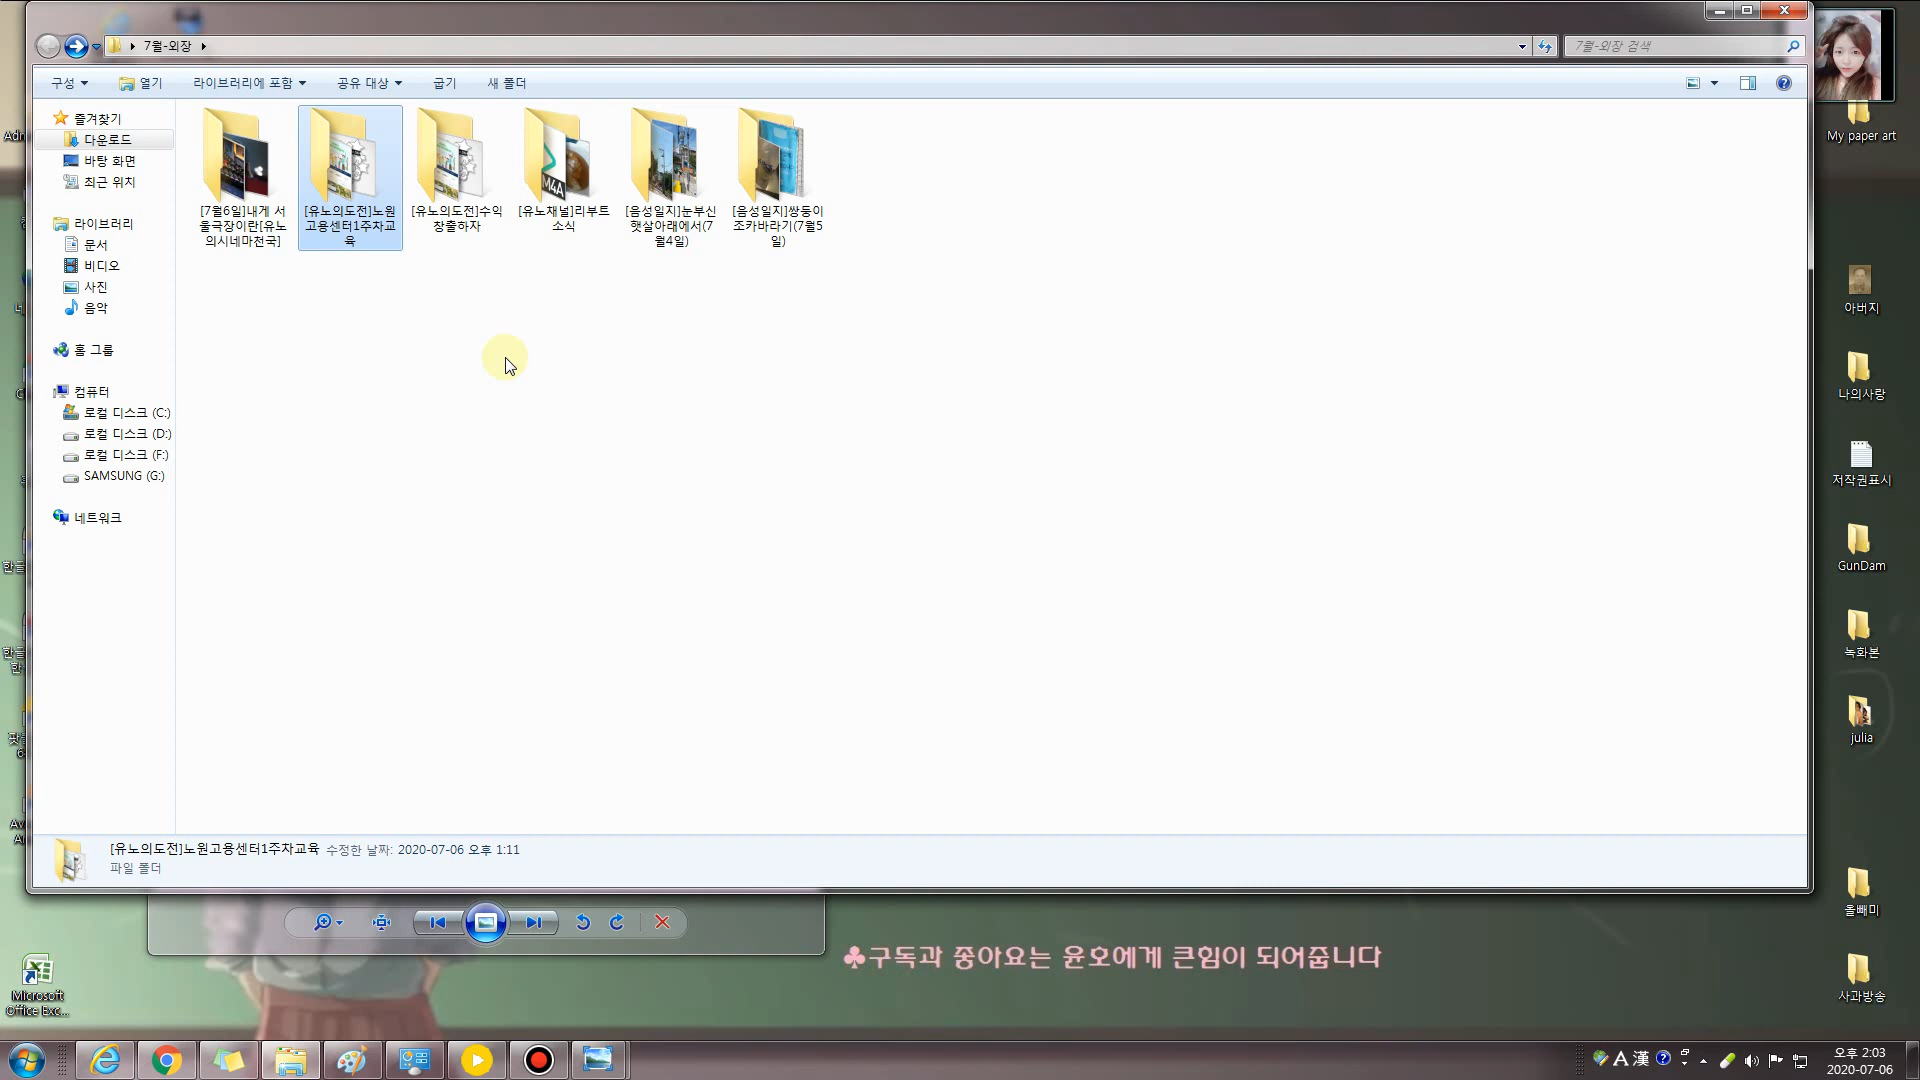 7월-외장
7월-외장 검색
구성
열기
라이브러리에 포함
공유 대상
굽기
새 폴더
즐겨찾기
다운로드
바탕 화면
최근 위치
라이브러리
문서
비디오
사진
음악
홈 그룹
컴퓨터
로컬 디스크 (C:)
로컬 디스크 (D:)
로컬 디스크 (F:)
SAMSUNG (G:)
네트워크
[7월6일]내게 서
울극장이란[유노
의시네마천국]
[유노의도전]노원
고용센터1주차교
육
[유노의도전]수익
창출하자
M4A
[유노채널]리부트
소식
[음성일지]눈부신
햇살아래에서(7
월4일)
[음성일지]쌍둥이
조카바라기(7월5
일)
[유노의도전]노원고용센터1주차교육 수정한 날짜: 2020-07-06 오후 1:11
파일 폴더
My paper art
아버지
나의사랑
저작권표시
GunDam
녹화본
julia
올빼미
사과방송
♣구독과 좋아요는 윤호에게 큰힘이 되어줍니다
Microsoft
Office Exc...
A 漢
오후 2:03
2020-07-06